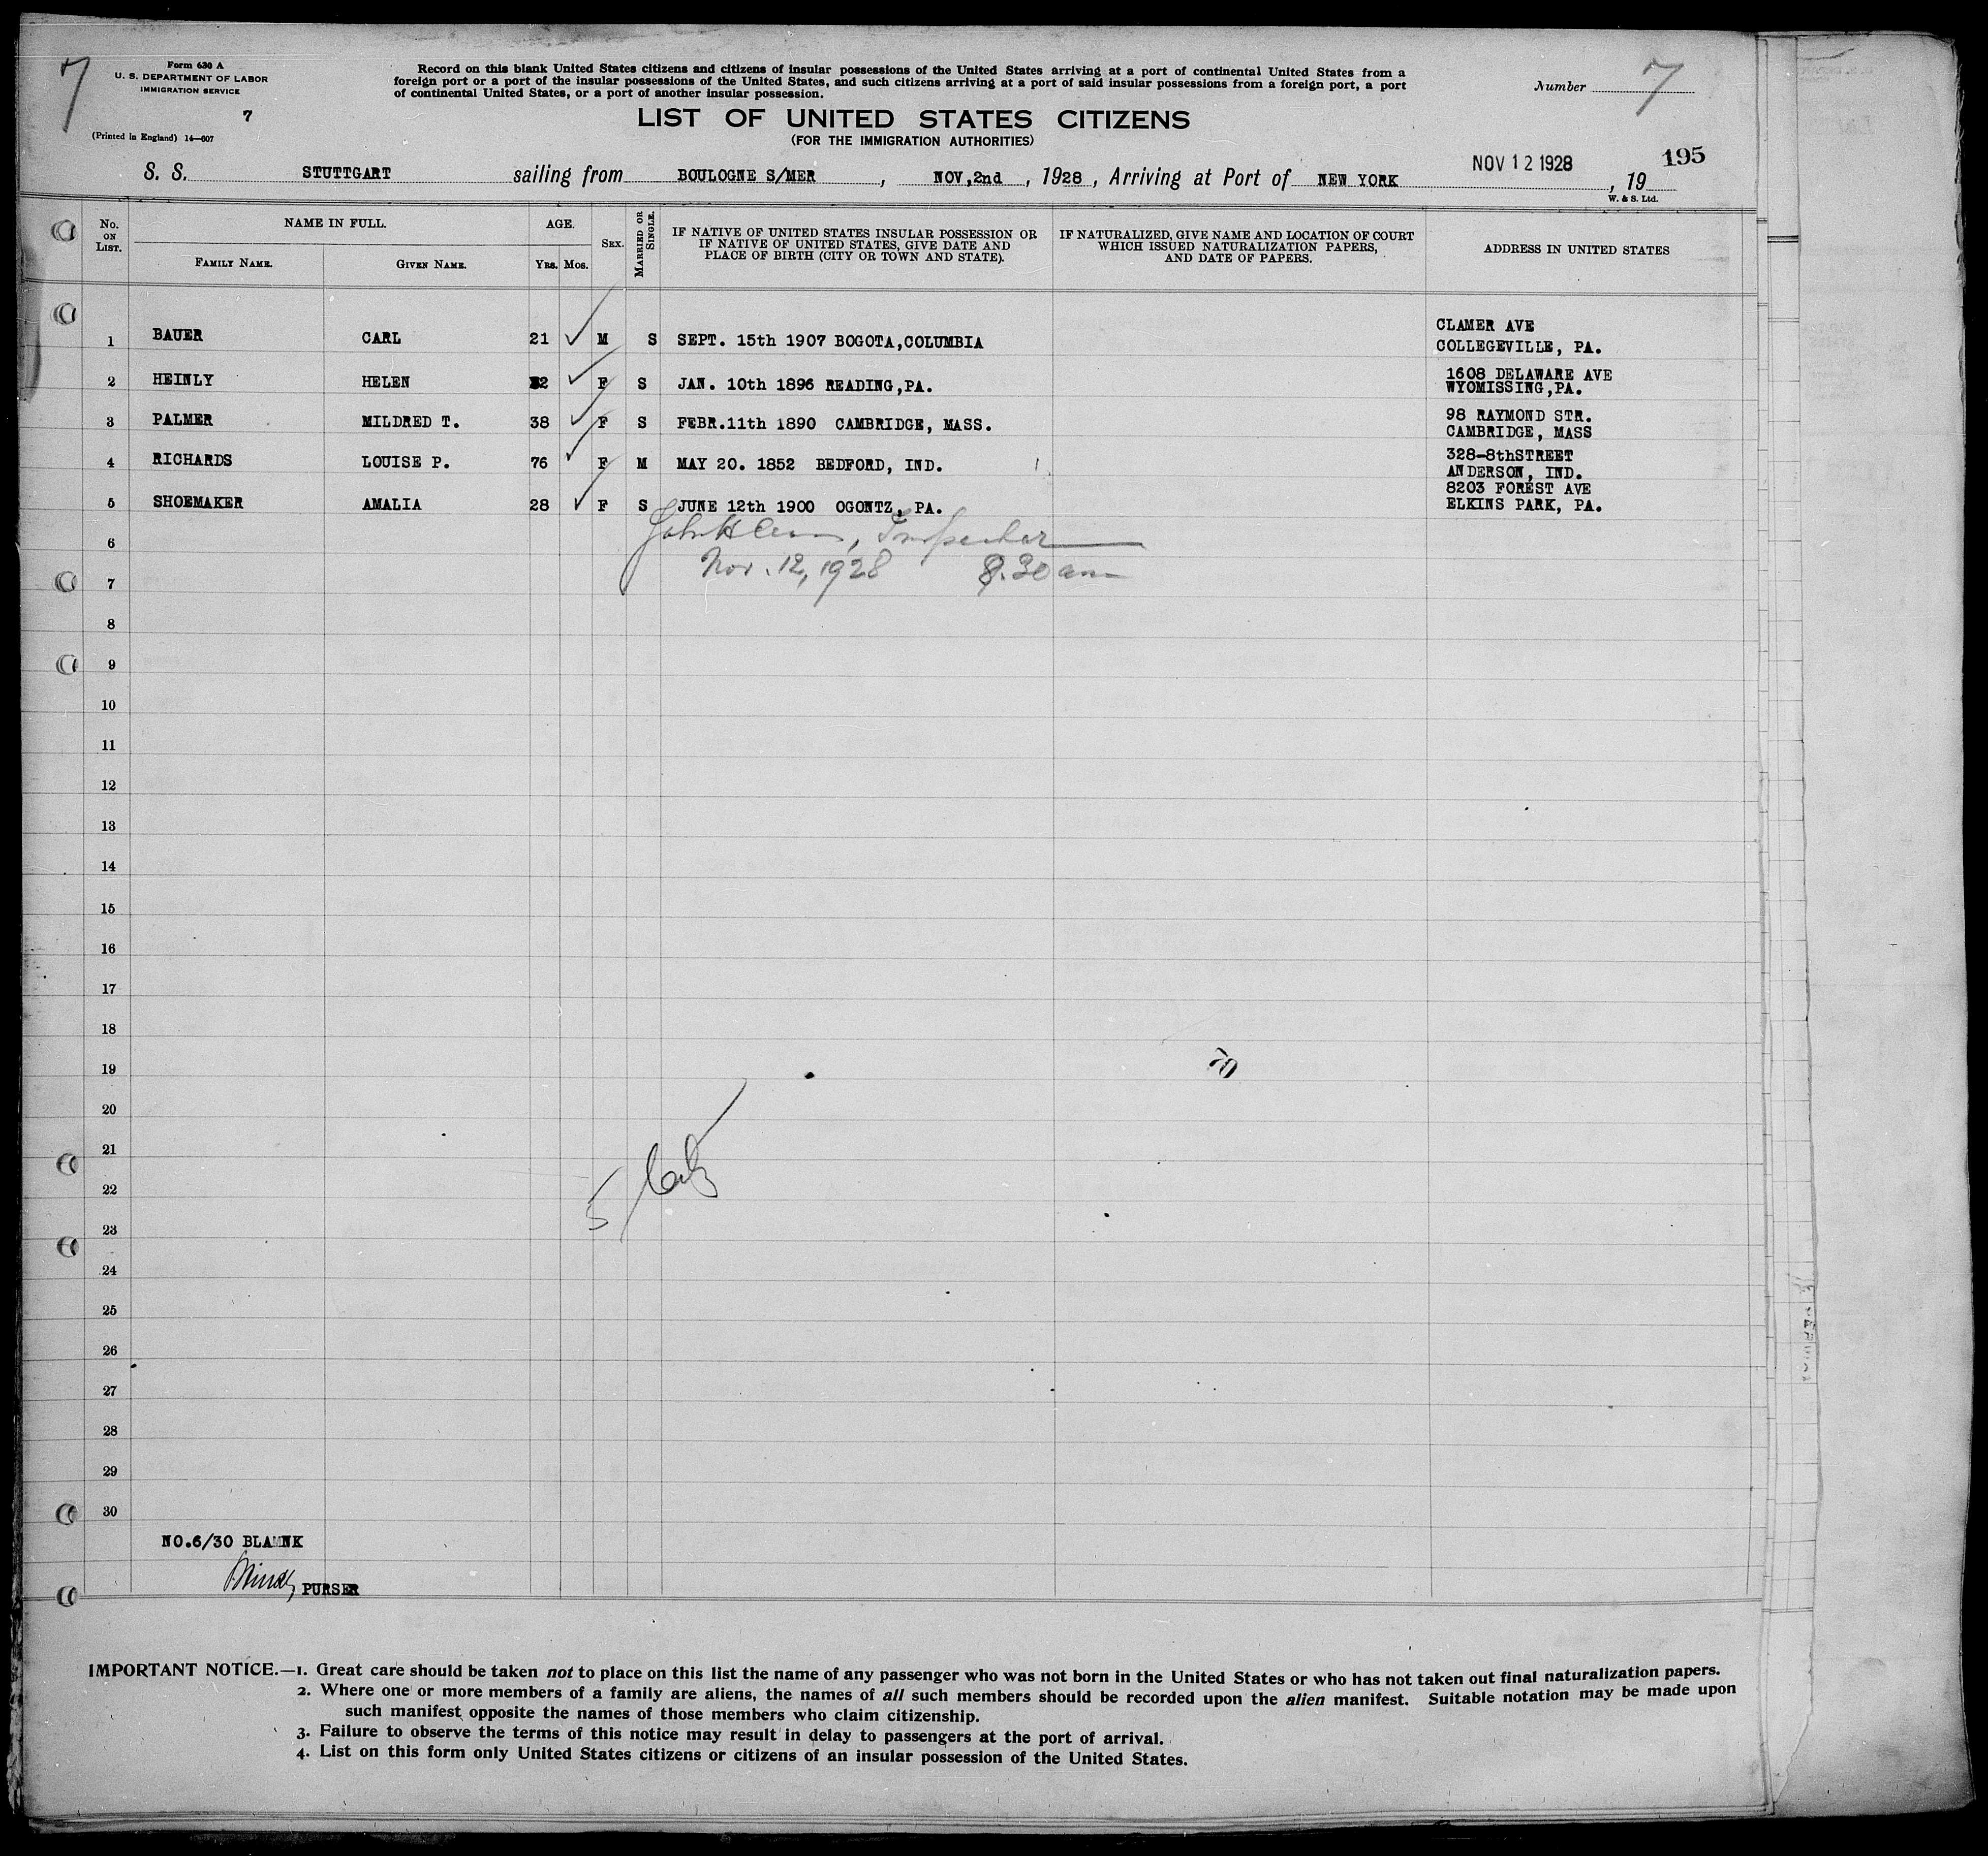 7
Form 630 A
U. S. DEPARTMENT OF LABOR
IMMIGRATION SERVICE
7
(Printed in England) 14—607
Record on this blank United States citizens and citizens of insular possessions of the United States arriving at a port of continental United States from a
foreign port or a port of the insular possessions of the United States, and such citizens arriving at a port of said insular possessions from a foreign port, a port
of continental United States, or a port of another insular possession.
Number 7
LIST OF UNITED STATES CITIZENS
(FOR THE IMMIGRATION AUTHORITIES)
195
S. S. STUTTGART sailing from BOULOGNE S/MER, NOV,2nd, 1928, Arriving at Port of NEW YORK NOV 12 1928, 19
W. & S. Ltd.
No. ON LIST. NAME IN FULL. FAMILY NAME. GIVEN NAME. AGE. YRS. MOS. SEX. MARRIED OR SINGLE. IF NATIVE OF UNITED STATES INSULAR POSSESSION OR IF NATIVE OF UNITED STATES, GIVE DATE AND PLACE OF BIRTH (CITY OR TOWN AND STATE). IF NATURALIZED, GIVE NAME AND LOCATION OF COURT WHICH ISSUED NATURALIZATION PAPERS, AND DATE OF PAPERS. ADDRESS IN UNITED STATES
1 BAUER CARL 21 M S SEPT. 15th 1907 BOGOTA,COLUMBIA CLAMER AVE COLLEGEVILLE, PA.
2 HEINLY HELEN 32 F S JAN. 10th 1896 READING,PA. 1608 DELAWARE AVE WYOMISSING,PA.
3 PALMER MILDRED T. 38 F S FEBR.11th 1890 CAMBRIDGE, MASS. 98 RAYMOND STR. CAMBRIDGE, MASS
4 RICHARDS LOUISE P. 76 F M MAY 20. 1852 BEDFORD, IND. 328-8thSTREET ANDERSON, IND.
5 SHOEMAKER AMALIA 28 F S JUNE 12th 1900 OGONTZ, PA. 8203 FOREST AVE ELKINS PARK, PA.
6 John, Inspector
7 Nov. 12, 1928 8.30 am
8
9
10
11
12
13
14
15
16
17
18
19 70
20
21
22 5
23
24
25
26
27
28
29
30
NO.6/30 BLAMNK
PURSER
IMPORTANT NOTICE.—1. Great care should be taken not to place on this list the name of any passenger who was not born in the United States or who has not taken out final naturalization papers.
2. Where one or more members of a family are aliens, the names of all such members should be recorded upon the alien manifest. Suitable notation may be made upon
such manifest opposite the names of those members who claim citizenship.
3. Failure to observe the terms of this notice may result in delay to passengers at the port of arrival.
4. List on this form only United States citizens or citizens of an insular possession of the United States.